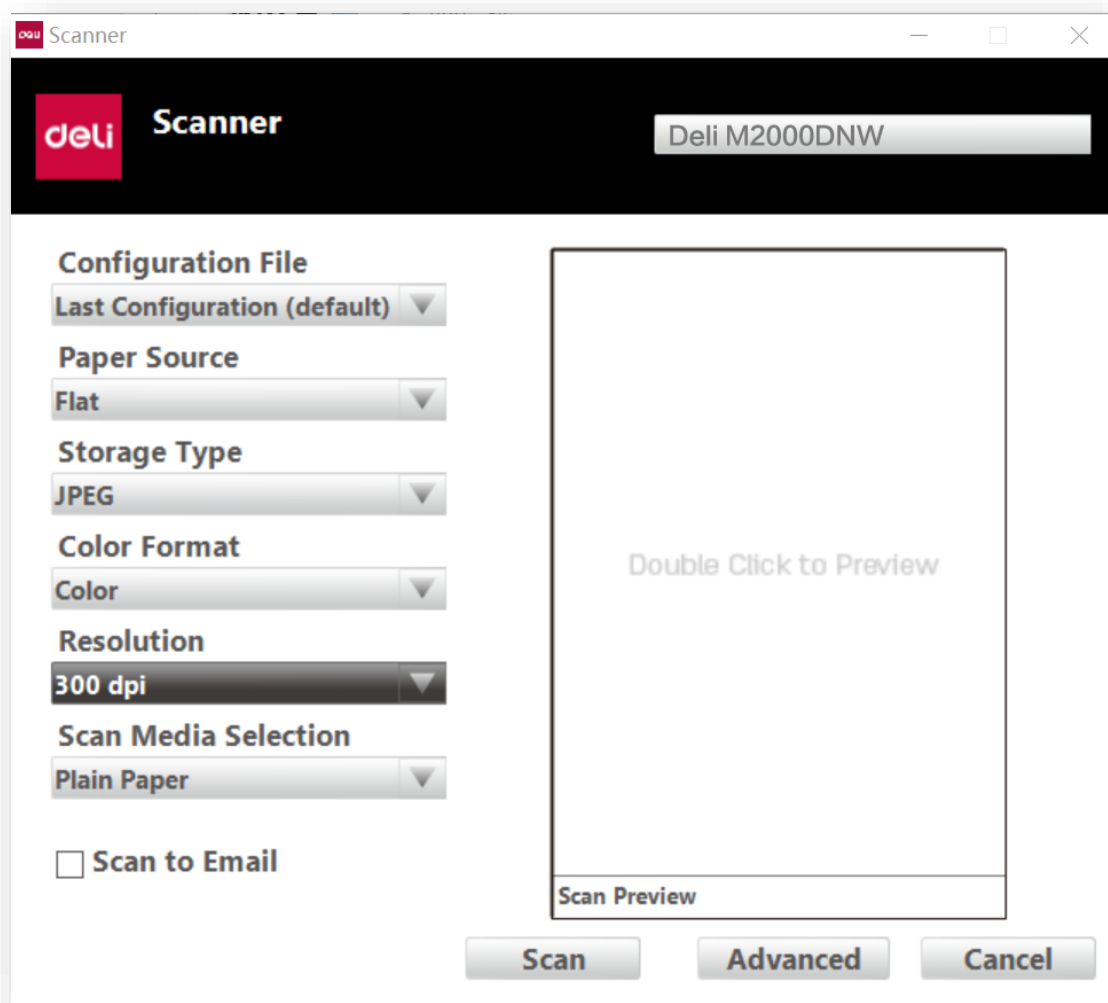 deli Scanner
deli
Scanner
Deli M2000DNW
Configuration File
Last Configuration (default)
Paper Source
Flat
Storage Type
JPEG
Color Format
Color
Resolution
300 dpi
Scan Media Selection
Plain Paper
Scan to Email
Double Click to Preview
Scan Preview
Scan
Advanced
Cancel